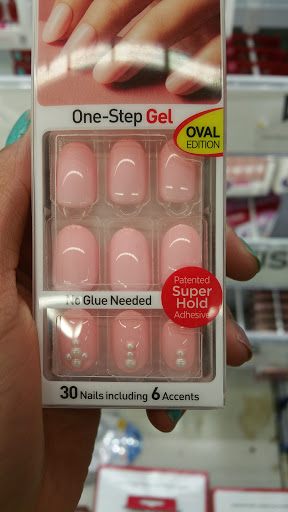 One-Step Gel
OVAL
EDITION
No Glue Needed
Patented
Super
Hold
Adhesive
30 Nails including 6 Accents